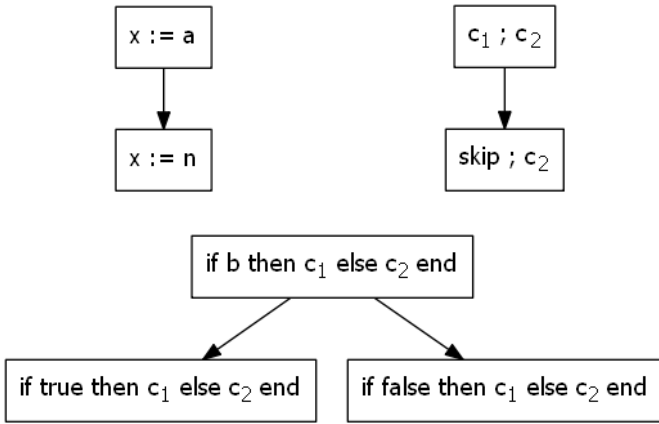 x := a
c₁ ; c₂
x := n
skip ; c₂
if b then c₁ else c₂ end
if true then c₁ else c₂ end
if false then c₁ else c₂ end